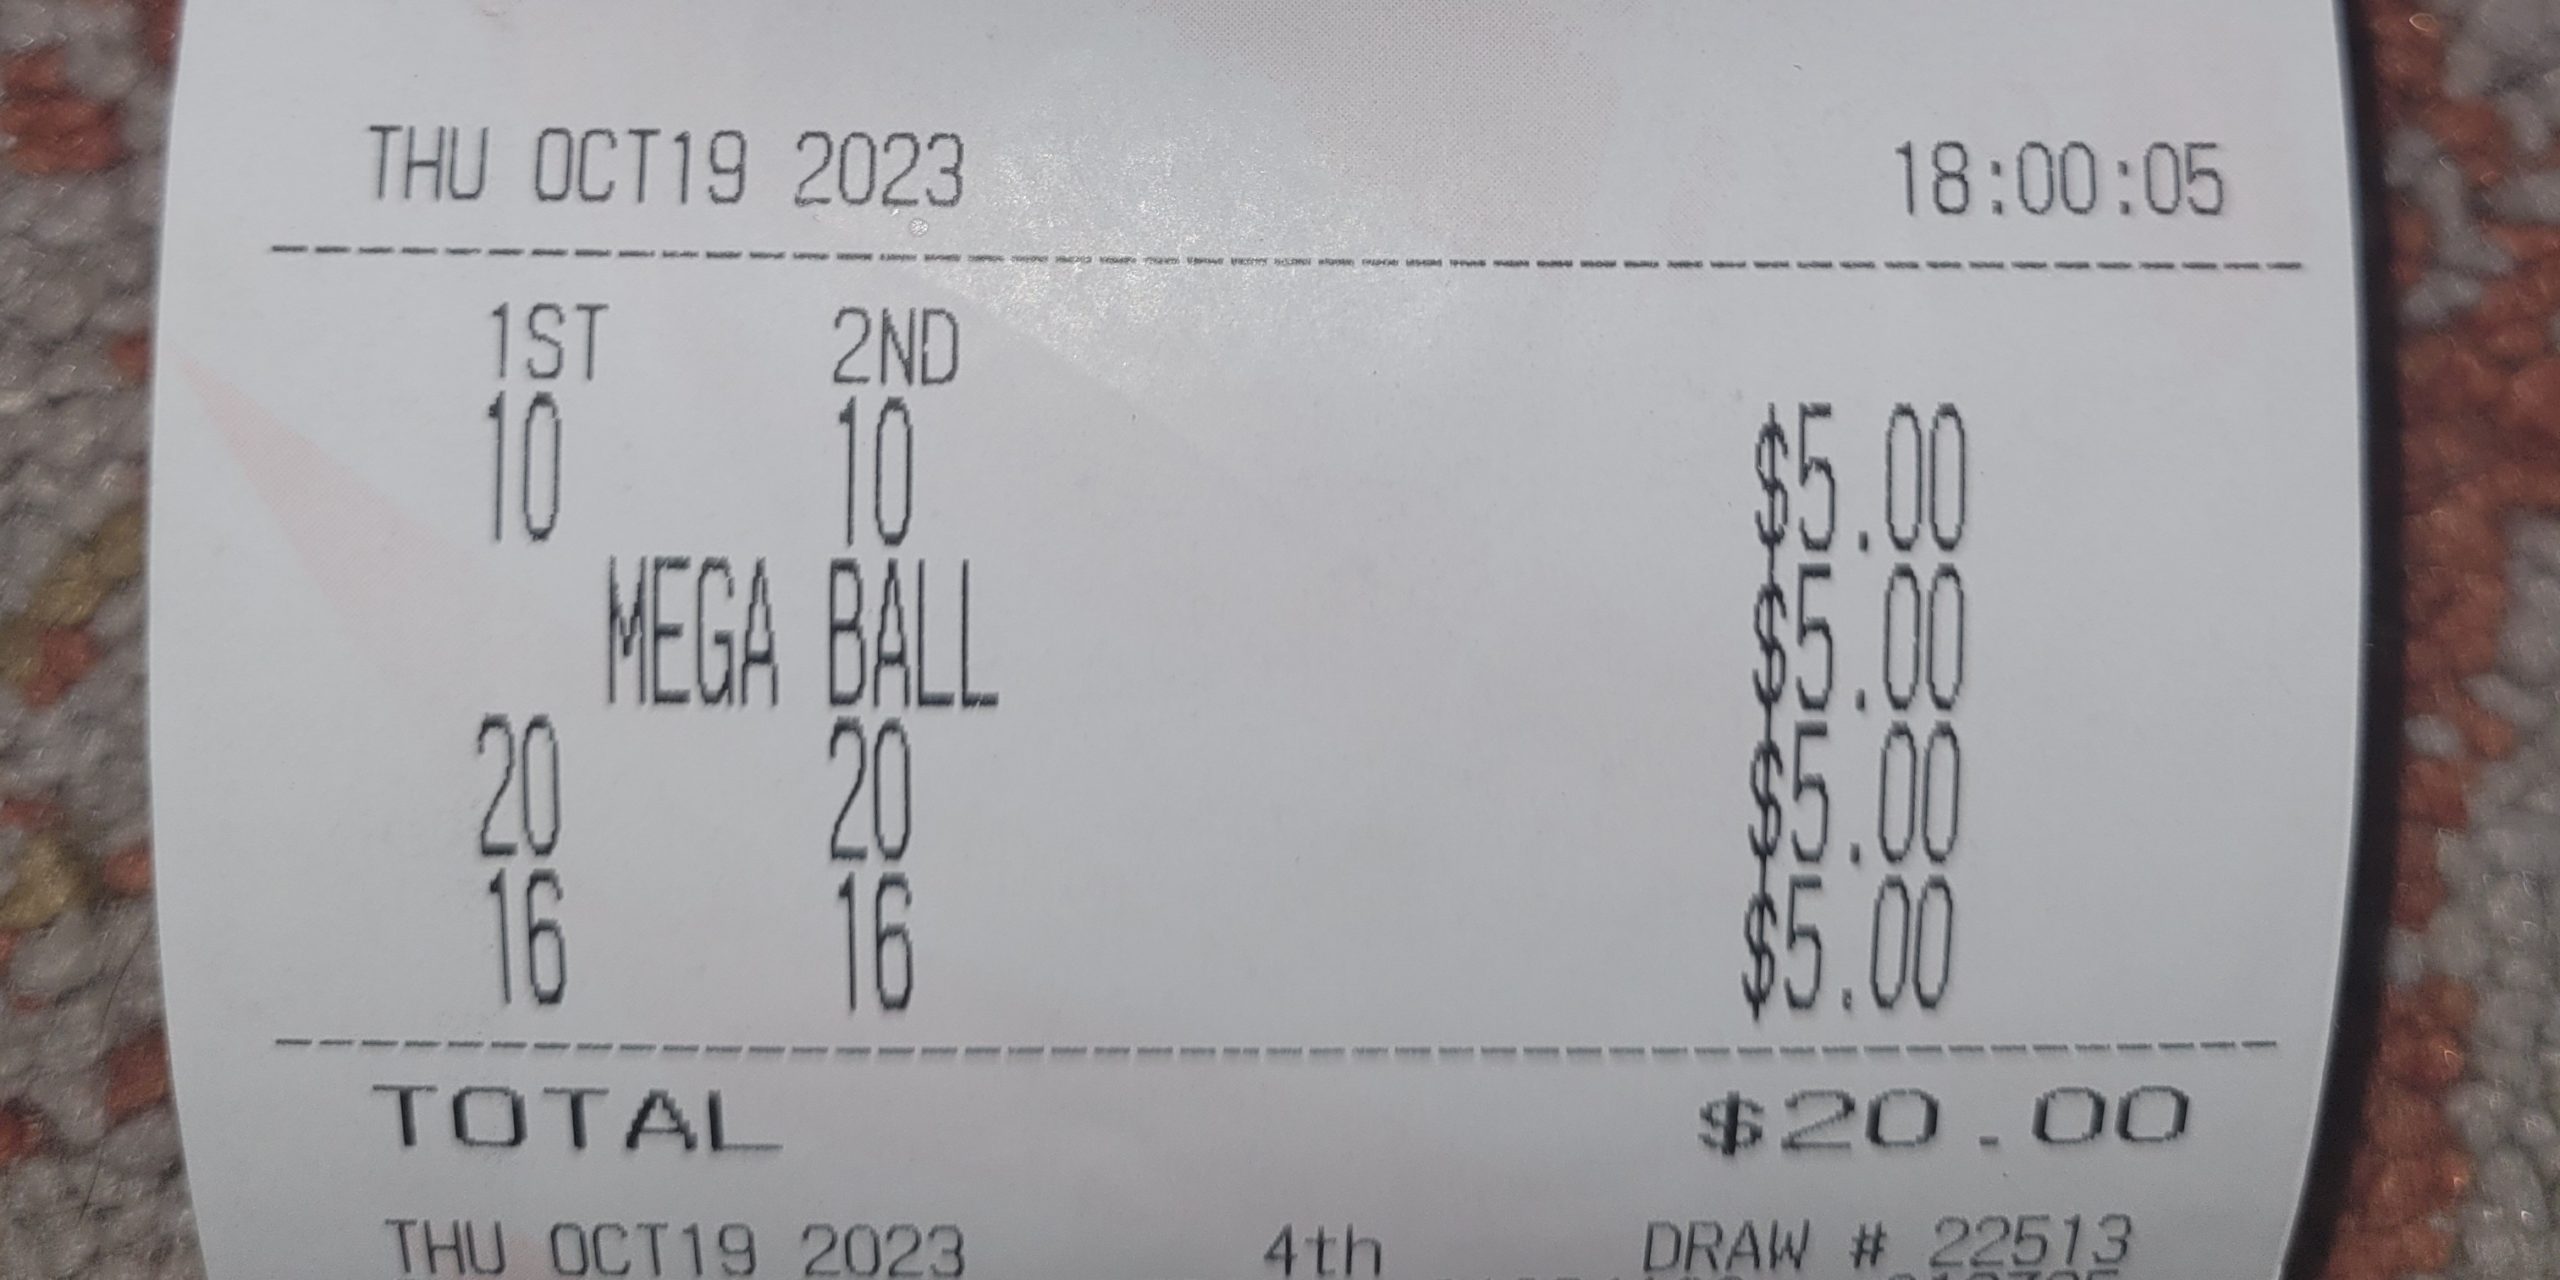 THU OCT19 2023 18:00:05
1ST 2ND
10 10 $5.00
MEGA BALL $5.00
20 20 $5.00
16 16 $5.00
TOTAL $20.00
THU OCT19 2023 4th DRAW # 22513